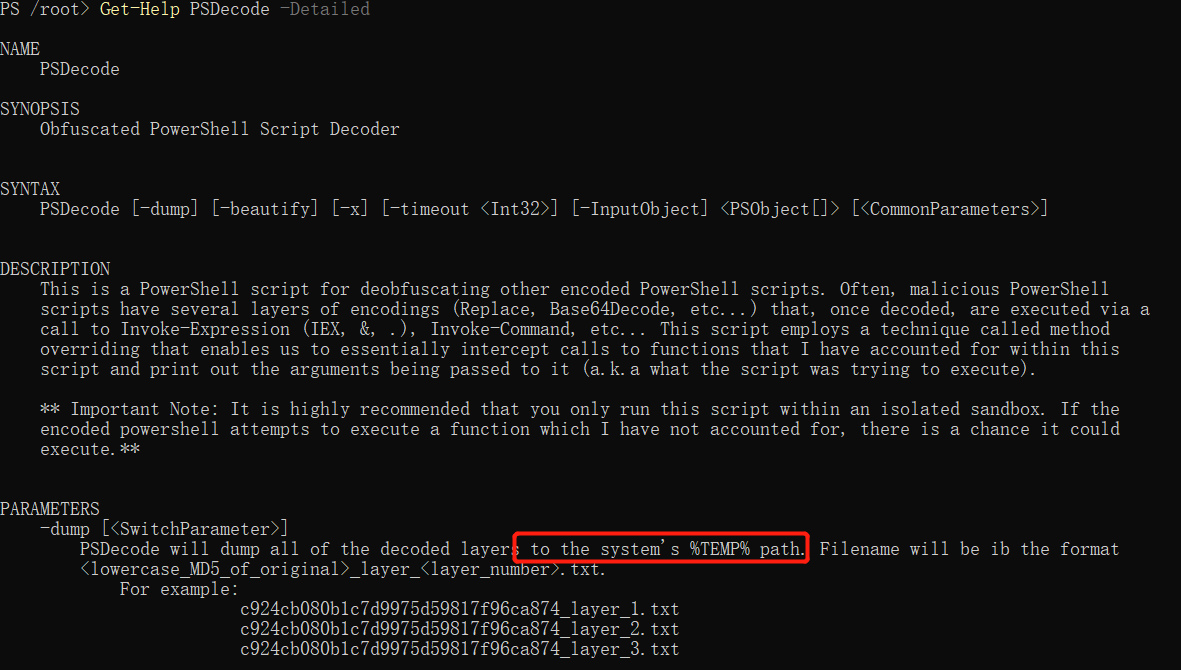 PS /root> Get-Help PSDecode -Detailed
NAME
PSDecode
SYNOPSIS
Obfuscated PowerShell Script Decoder
SYNTAX
PSDecode [-dump] [-beautify] [-x] [-timeout <Int32>] [-InputObject] <PSObject[]> [<CommonParameters>]
DESCRIPTION
This is a PowerShell script for deobfuscating other encoded PowerShell scripts. Often, malicious PowerShell
scripts have several layers of encodings (Replace, Base64Decode, etc...) that, once decoded, are executed via a
call to Invoke-Expression (IEX, &, .), Invoke-Command, etc... This script employs a technique called method
overriding that enables us to essentially intercept calls to functions that I have accounted for within this
script and print out the arguments being passed to it (a.k.a what the script was trying to execute).
** Important Note: It is highly recommended that you only run this script within an isolated sandbox. If the
encoded powershell attempts to execute a function which I have not accounted for, there is a chance it could
execute.**
PARAMETERS
-dump [<SwitchParameter>]
PSDecode will dump all of the decoded layers to the system's %TEMP% path. Filename will be ib the format
<lowercase_MD5_of_original>_layer_<layer_number>.txt.
For example:
c924cb080b1c7d9975d59817f96ca874_layer_1.txt
c924cb080b1c7d9975d59817f96ca874_layer_2.txt
c924cb080b1c7d9975d59817f96ca874_layer_3.txt